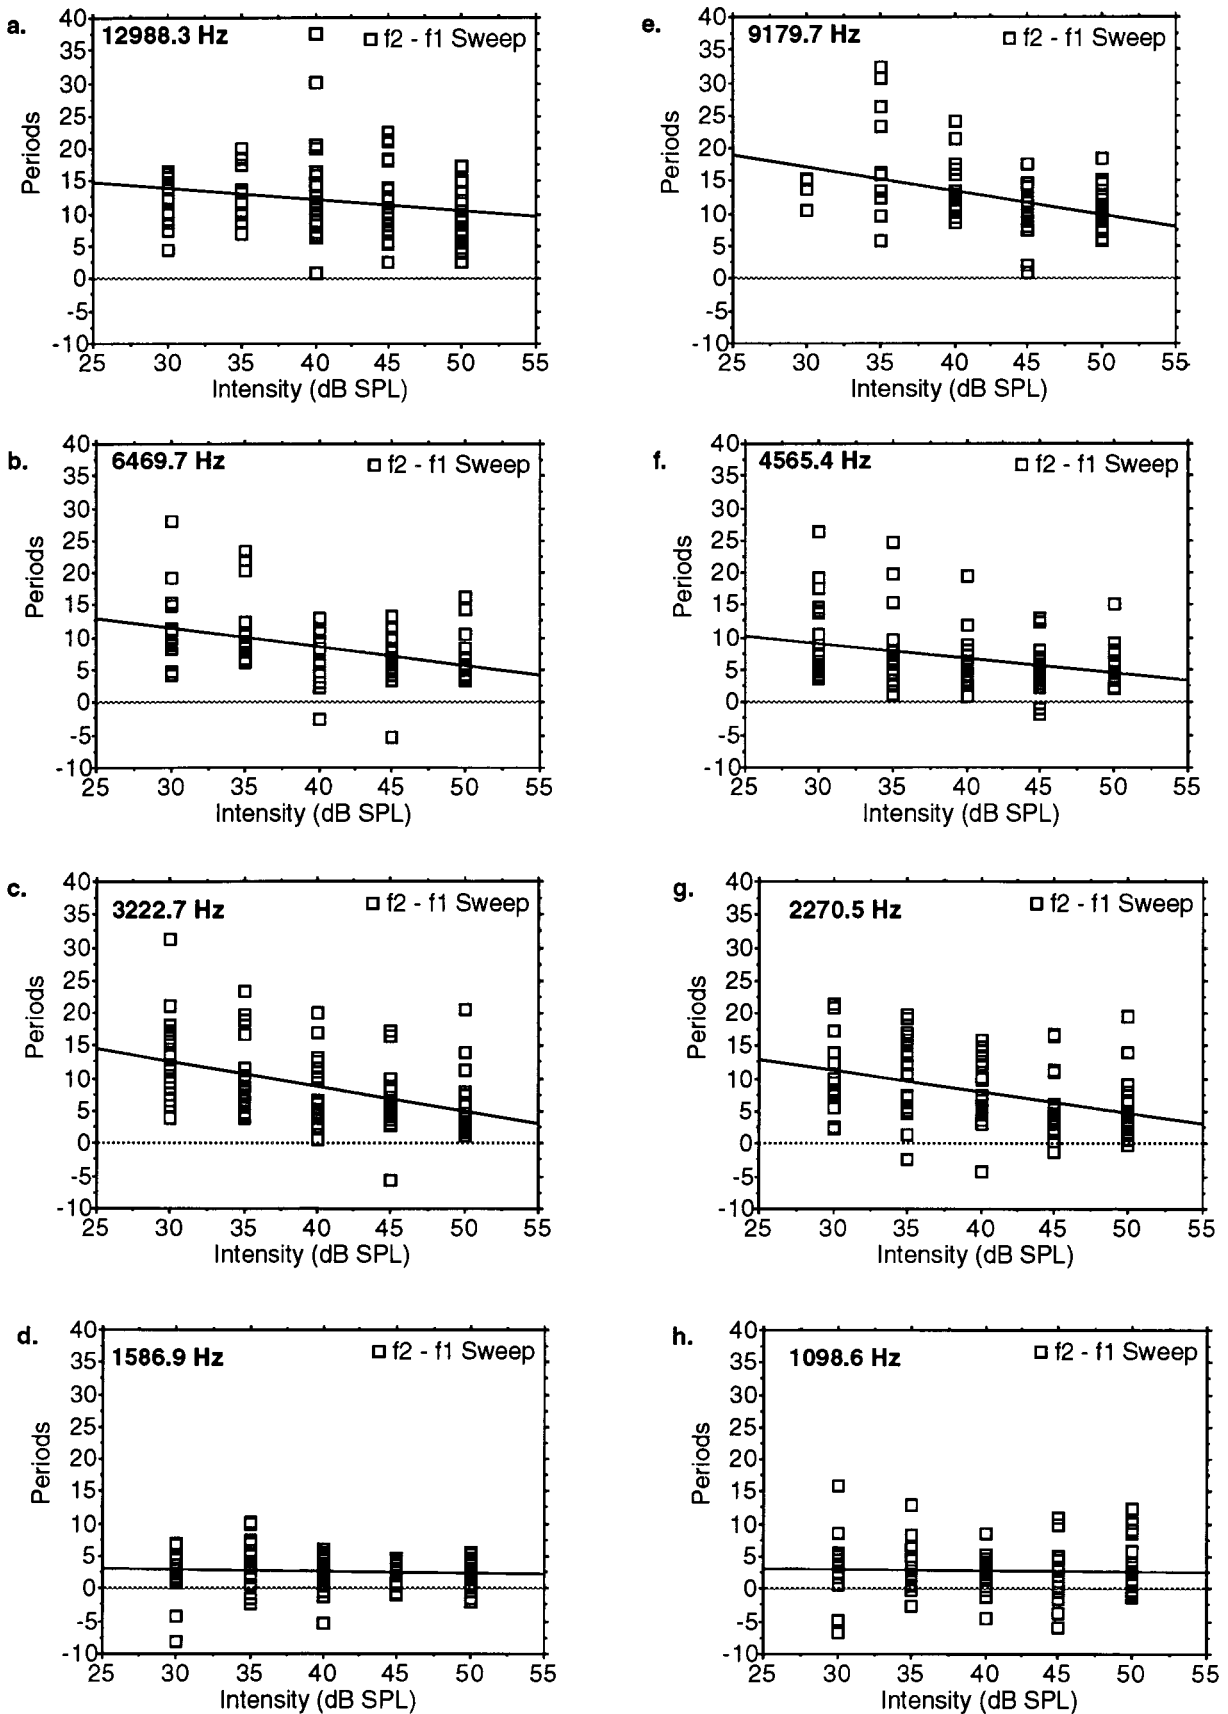 a.
12988.3 Hz
f2 - f1 Sweep
Periods
40
35
30
25
20
15
10
5
0
-5
-10
25 30 35 40 45 50 55
Intensity (dB SPL)
e.
9179.7 Hz
f2 - f1 Sweep
Periods
40
35
30
25
20
15
10
5
0
-5
-10
25 30 35 40 45 50 55
Intensity (dB SPL)
b.
6469.7 Hz
f2 - f1 Sweep
Periods
40
35
30
25
20
15
10
5
0
-5
-10
25 30 35 40 45 50 55
Intensity (dB SPL)
f.
4565.4 Hz
f2 - f1 Sweep
Periods
40
35
30
25
20
15
10
5
0
-5
-10
25 30 35 40 45 50 55
Intensity (dB SPL)
c.
3222.7 Hz
f2 - f1 Sweep
Periods
40
35
30
25
20
15
10
5
0
-5
-10
25 30 35 40 45 50 55
Intensity (dB SPL)
g.
2270.5 Hz
f2 - f1 Sweep
Periods
40
35
30
25
20
15
10
5
0
-5
-10
25 30 35 40 45 50 55
Intensity (dB SPL)
d.
1586.9 Hz
f2 - f1 Sweep
Periods
40
35
30
25
20
15
10
5
0
-5
-10
25 30 35 40 45 50 55
Intensity (dB SPL)
h.
1098.6 Hz
f2 - f1 Sweep
Periods
40
35
30
25
20
15
10
5
0
-5
-10
25 30 35 40 45 50 55
Intensity (dB SPL)